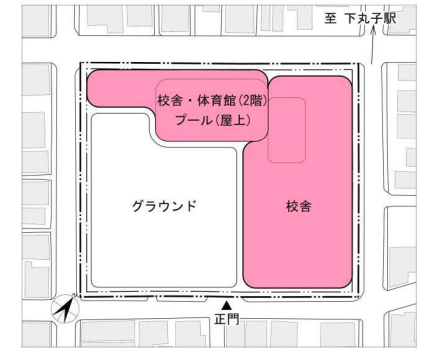 至 下丸子駅
校舎・体育館(2階)
プール(屋上)
グラウンド
校舎
正門